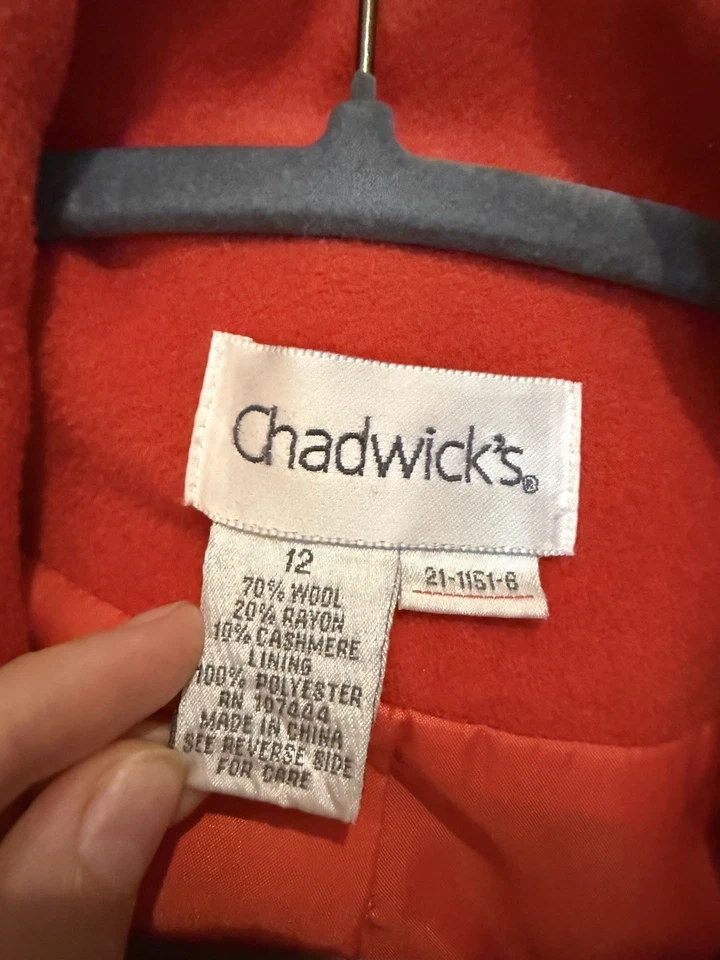 Chadwick's®
12
70% WOOL
20% RAYON
10% CASHMERE
LINING
100% POLYESTER
RN 107444
MADE IN CHINA
SEE REVERSE SIDE
FOR CARE
21-1151-6